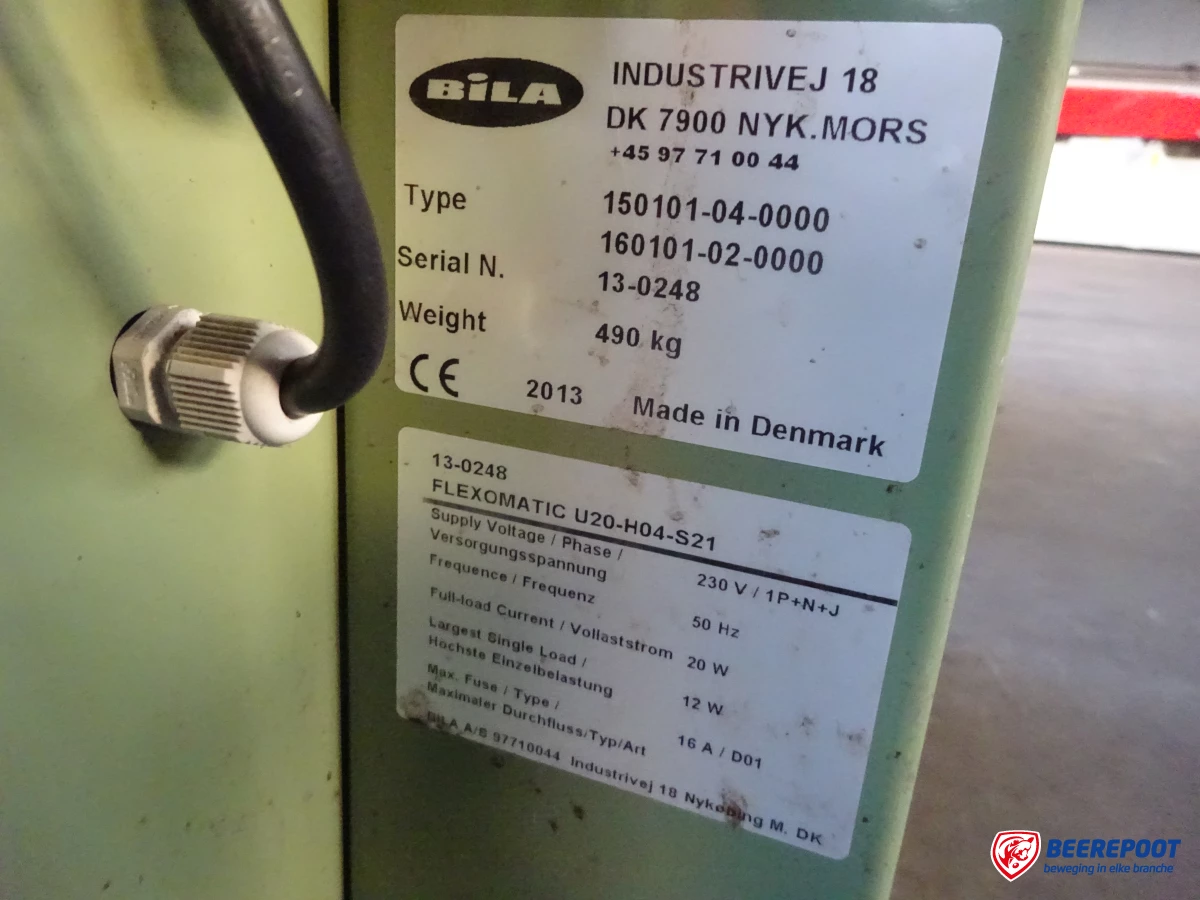 BiLA
INDUSTRIVEJ 18
DK 7900 NYK.MORS
+45 97 71 00 44
Type 150101-04-0000
160101-02-0000
Serial N. 13-0248
Weight 490 kg
CE 2013 Made in Denmark
13-0248
FLEXOMATIC U20-H04-S21
Supply Voltage / Phase /
Versorgungsspannung 230 V / 1P+N+J
Frequence / Frequenz 50 Hz
Full-load Current / Vollaststrom 20 W
Largest Single Load /
Höchste Einzelbelastung 12 W
Max. Fuse / Type /
Maximaler Durchfluss/Typ/Art 16 A / D01
BILA A/S 97710044 Industrivej 18 Nykøbing M. DK
BEEREPOOT
beweging in elke branche